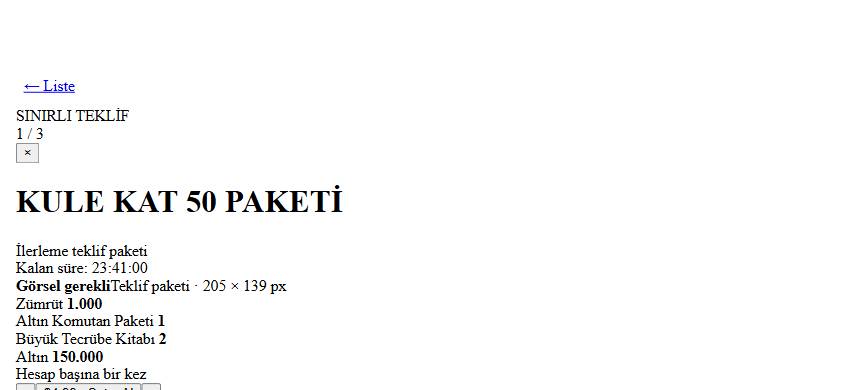 ← Liste
SINIRLI TEKLİF
1 / 3
×
KULE KAT 50 PAKETİ
İlerleme teklif paketi
Kalan süre: 23:41:00
Görsel gerekliTeklif paketi · 205 × 139 px
Zümrüt 1.000
Altın Komutan Paketi 1
Büyük Tecrübe Kitabı 2
Altın 150.000
Hesap başına bir kez